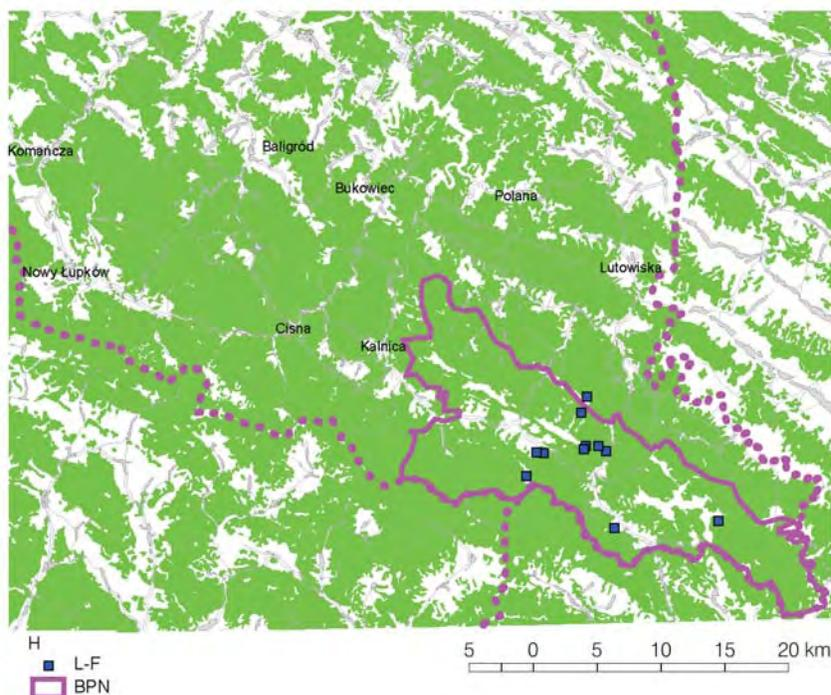 Komańcza
Baligród
Bukowiec
Polana
Nowy Łupków
Lutowiska
Cisna
Kalnica
H
L-F
BPN
5 0 5 10 15 20 km